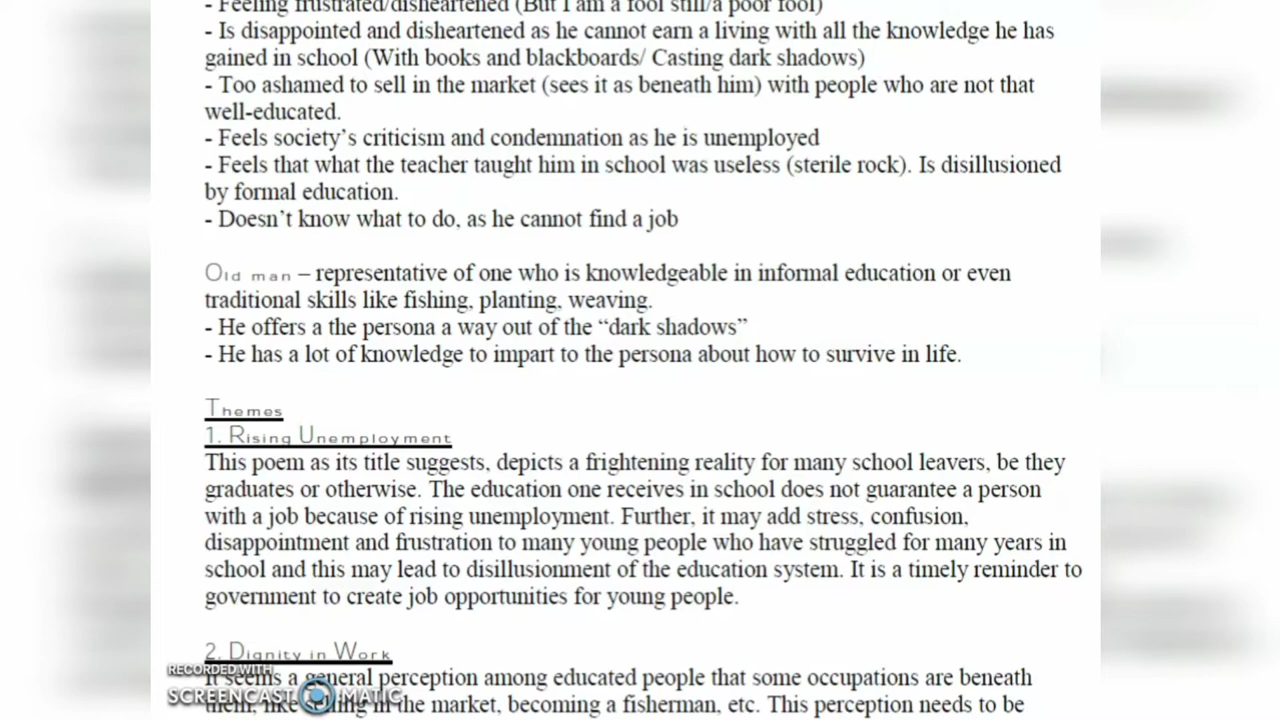 - Feeling frustrated/disheartened (But I am a fool still/a poor fool)
- Is disappointed and disheartened as he cannot earn a living with all the knowledge he has
gained in school (With books and blackboards/ Casting dark shadows)
- Too ashamed to sell in the market (sees it as beneath him) with people who are not that
well-educated.
- Feels society’s criticism and condemnation as he is unemployed
- Feels that what the teacher taught him in school was useless (sterile rock). Is disillusioned
by formal education.
- Doesn’t know what to do, as he cannot find a job
Old man – representative of one who is knowledgeable in informal education or even
traditional skills like fishing, planting, weaving.
- He offers a the persona a way out of the “dark shadows”
- He has a lot of knowledge to impart to the persona about how to survive in life.
Themes
1. Rising Unemployment
This poem as its title suggests, depicts a frightening reality for many school leavers, be they
graduates or otherwise. The education one receives in school does not guarantee a person
with a job because of rising unemployment. Further, it may add stress, confusion,
disappointment and frustration to many young people who have struggled for many years in
school and this may lead to disillusionment of the education system. It is a timely reminder to
government to create job opportunities for young people.
2. Dignity in Work
RECORDED WITH
It seems a general perception among educated people that some occupations are beneath
SCREENCAST MATIC
them, like selling in the market, becoming a fisherman, etc. This perception needs to be